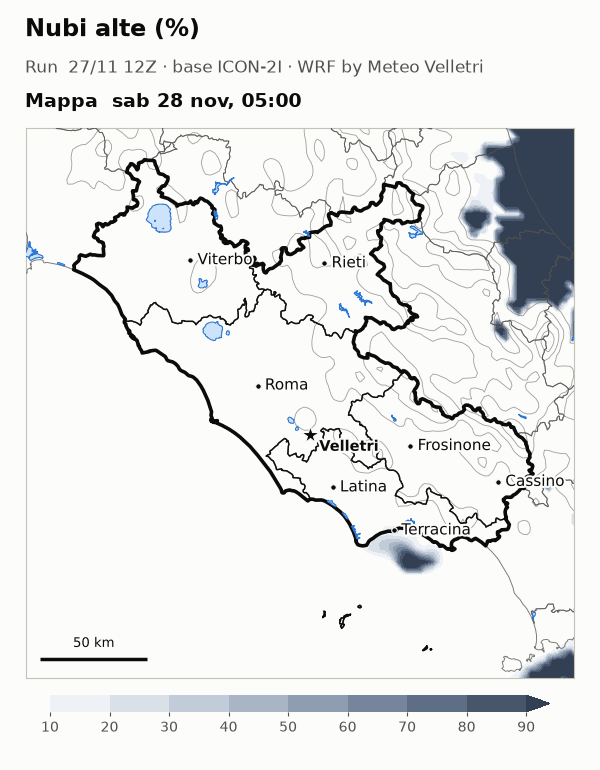 Nubi alte (%)
Run  27/11 12Z · base ICON-2I · WRF by Meteo Velletri
Mappa  sab 28 nov, 05:00
Viterbo
Rieti
Roma
Velletri
Frosinone
Latina
Cassino
Terracina
50 km
10 20 30 40 50 60 70 80 90